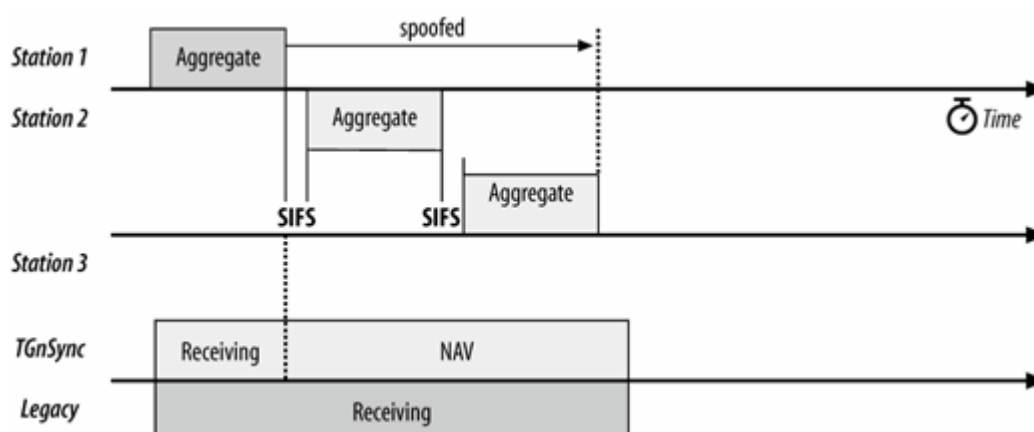 spoofed
Station 1
Aggregate
Station 2
Aggregate
Time
Aggregate
SIFS
SIFS
Station 3
TGnSync
Receiving
NAV
Legacy
Receiving